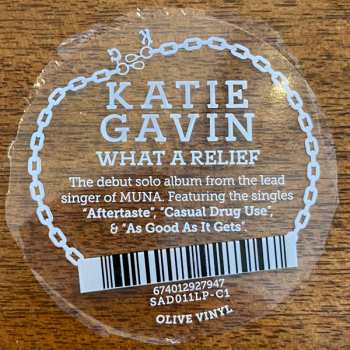 KATIE
GAVIN
WHAT A RELIEF
The debut solo album from the lead
singer of MUNA. Featuring the singles
"Aftertaste", "Casual Drug Use",
& "As Good As It Gets".
674012927947
SAD011LP-C1
OLIVE VINYL